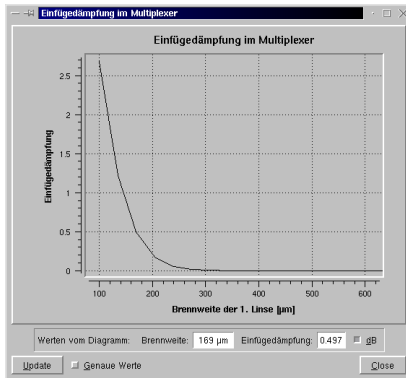 Einfügedämpfung im Multiplexer
Einfügedämpfung im Multiplexer
Einfügedämpfung
2.5
2
1.5
1
0.5
0
100 200 300 400 500 600
Brennweite der 1. Linse [µm]
Werten vom Diagramm: Brennweite: 169 µm Einfügedämpfung: 0.497 dB
Update Genaue Werte Close